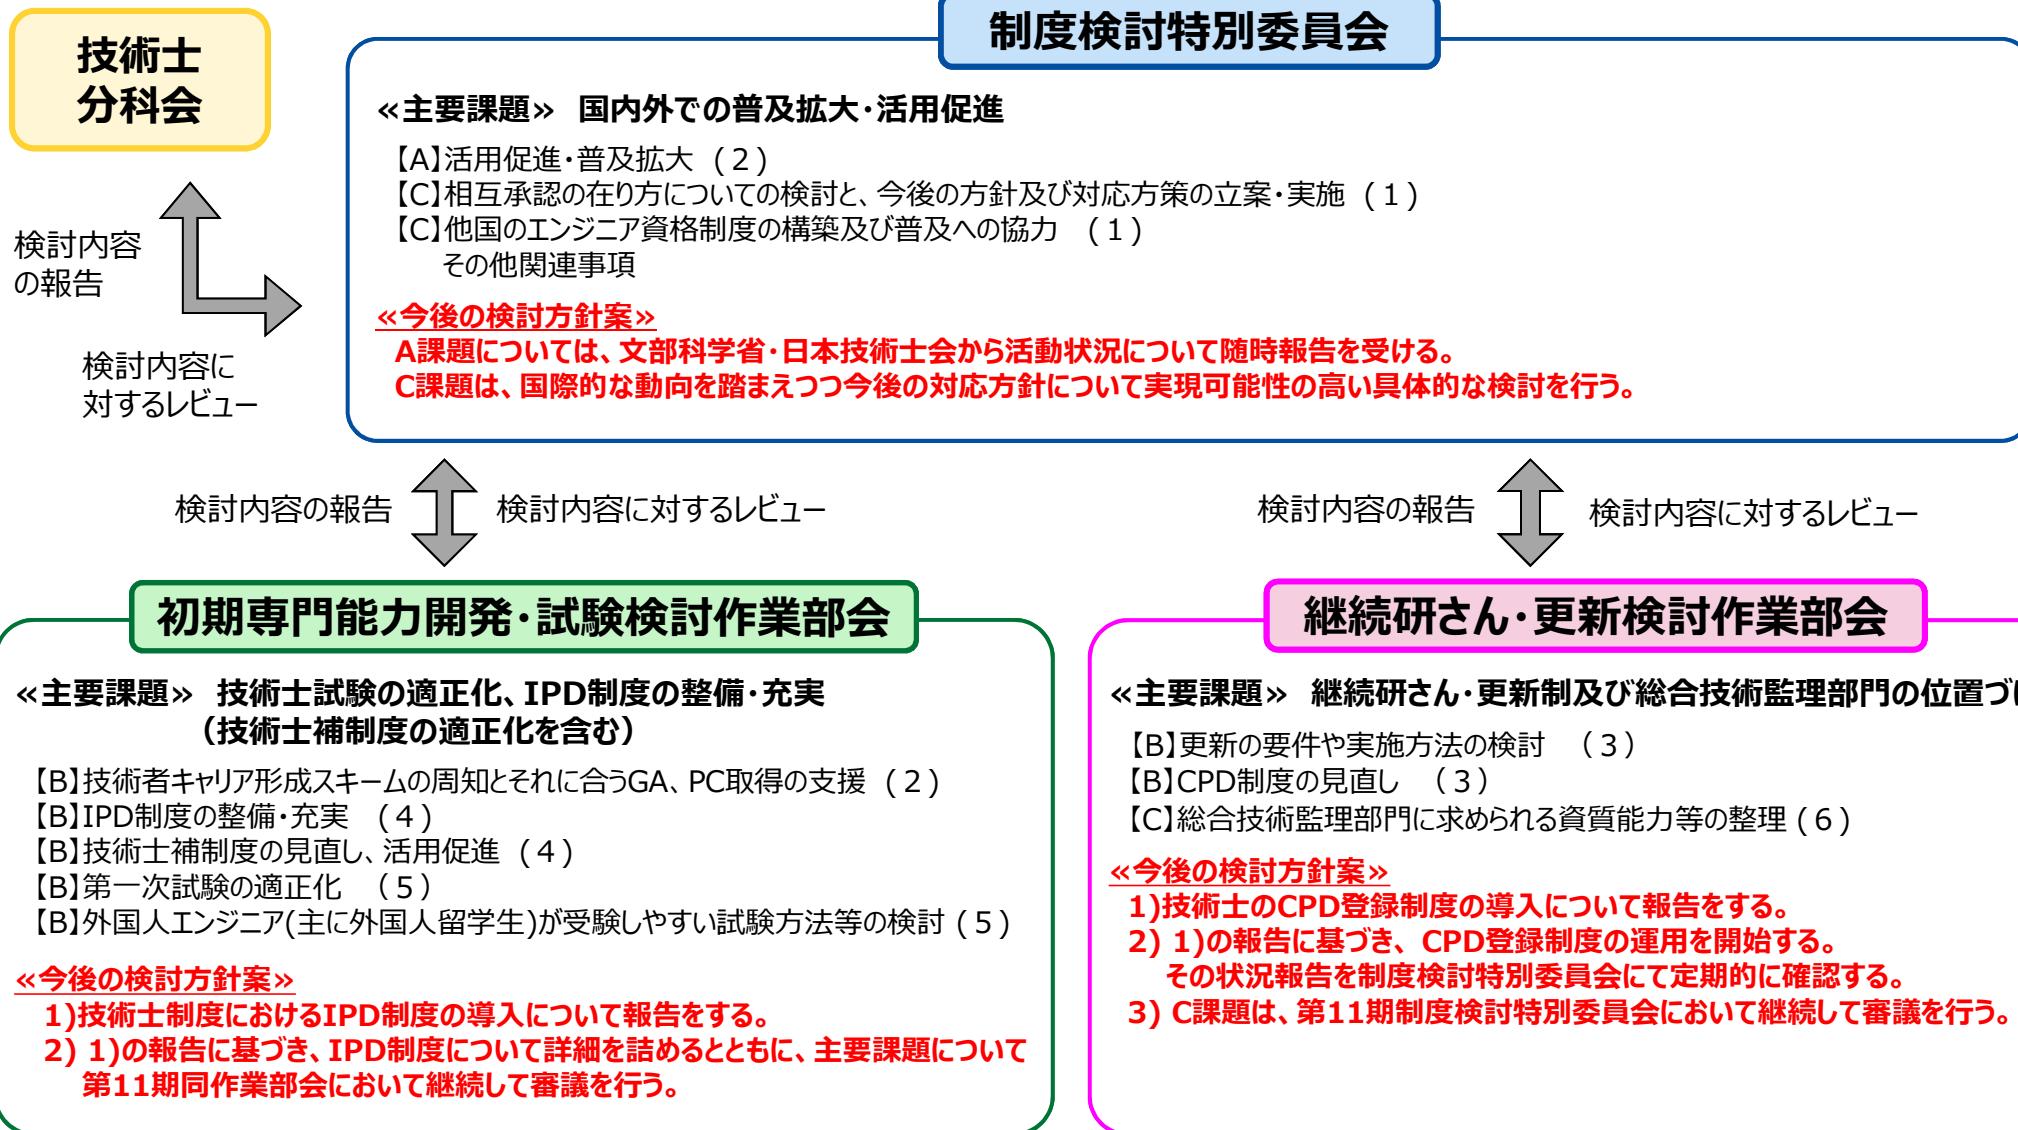 技術士
分科会
検討内容
の報告
検討内容に
対するレビュー
制度検討特別委員会
≪主要課題≫ 国内外での普及拡大・活用促進
【A】活用促進・普及拡大 (２)
【C】相互承認の在り方についての検討と、今後の方針及び対応方策の立案・実施 (１)
【C】他国のエンジニア資格制度の構築及び普及への協力 (１)
その他関連事項
≪今後の検討方針案≫
A課題については、文部科学省・日本技術士会から活動状況について随時報告を受ける。
C課題は、国際的な動向を踏まえつつ今後の対応方針について実現可能性の高い具体的な検討を行う。
検討内容の報告
検討内容に対するレビュー
検討内容の報告
検討内容に対するレビュー
初期専門能力開発・試験検討作業部会
≪主要課題≫ 技術士試験の適正化、IPD制度の整備・充実
（技術士補制度の適正化を含む）
【B】技術者キャリア形成スキームの周知とそれに合うGA、PC取得の支援 (２)
【B】IPD制度の整備・充実 (４)
【B】技術士補制度の見直し、活用促進 (４)
【B】第一次試験の適正化 （５）
【B】外国人エンジニア(主に外国人留学生)が受験しやすい試験方法等の検討 (５)
≪今後の検討方針案≫
1)技術士制度におけるIPD制度の導入について報告をする。
2) 1)の報告に基づき、IPD制度について詳細を詰めるとともに、主要課題について
第11期同作業部会において継続して審議を行う。
継続研さん・更新検討作業部会
≪主要課題≫ 継続研さん・更新制及び総合技術監理部門の位置づ
【B】更新の要件や実施方法の検討 （３）
【B】CPD制度の見直し （３）
【C】総合技術監理部門に求められる資質能力等の整理 (６)
≪今後の検討方針案≫
1)技術士のCPD登録制度の導入について報告をする。
2) 1)の報告に基づき、CPD登録制度の運用を開始する。
その状況報告を制度検討特別委員会にて定期的に確認する。
3) C課題は、第11期制度検討特別委員会において継続して審議を行う。